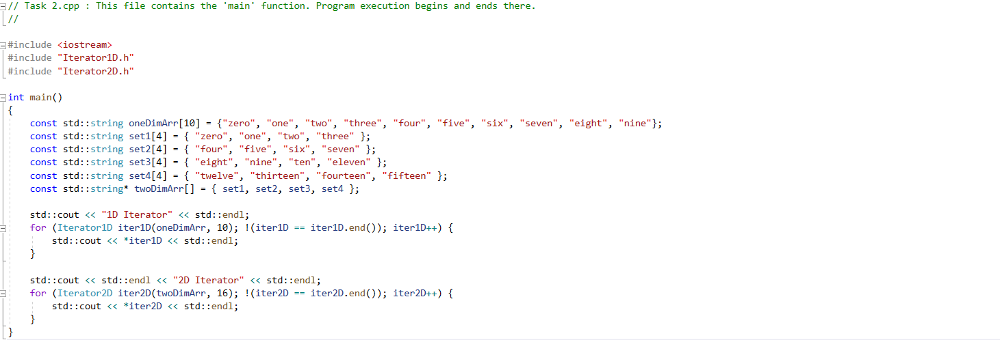 // Task 2.cpp : This file contains the 'main' function. Program execution begins and ends there.
//
#include <iostream>
#include "Iterator1D.h"
#include "Iterator2D.h"
int main()
{
    const std::string oneDimArr[10] = {"zero", "one", "two", "three", "four", "five", "six", "seven", "eight", "nine"};
    const std::string set1[4] = { "zero", "one", "two", "three" };
    const std::string set2[4] = { "four", "five", "six", "seven" };
    const std::string set3[4] = { "eight", "nine", "ten", "eleven" };
    const std::string set4[4] = { "twelve", "thirteen", "fourteen", "fifteen" };
    const std::string* twoDimArr[] = { set1, set2, set3, set4 };
    std::cout << "1D Iterator" << std::endl;
    for (Iterator1D iter1D(oneDimArr, 10); !(iter1D == iter1D.end()); iter1D++) {
        std::cout << *iter1D << std::endl;
    }
    std::cout << std::endl << "2D Iterator" << std::endl;
    for (Iterator2D iter2D(twoDimArr, 16); !(iter2D == iter2D.end()); iter2D++) {
        std::cout << *iter2D << std::endl;
    }
}